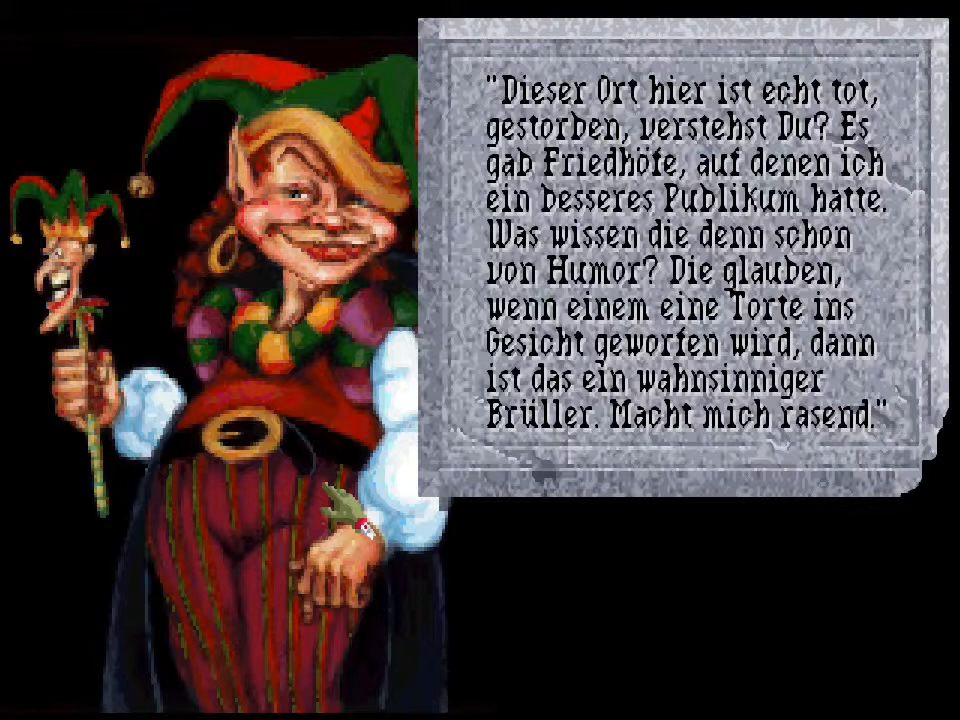 "Dieser Ort hier ist echt tot,
gestorben, verstehst Du? Es
gab Friedhöfe, auf denen ich
ein besseres Publikum hatte.
Was wissen die denn schon
von Humor? Die glauben,
wenn einem eine Torte ins
Gesicht geworfen wird, dann
ist das ein wahnsinniger
Brüller. Macht mich rasend."